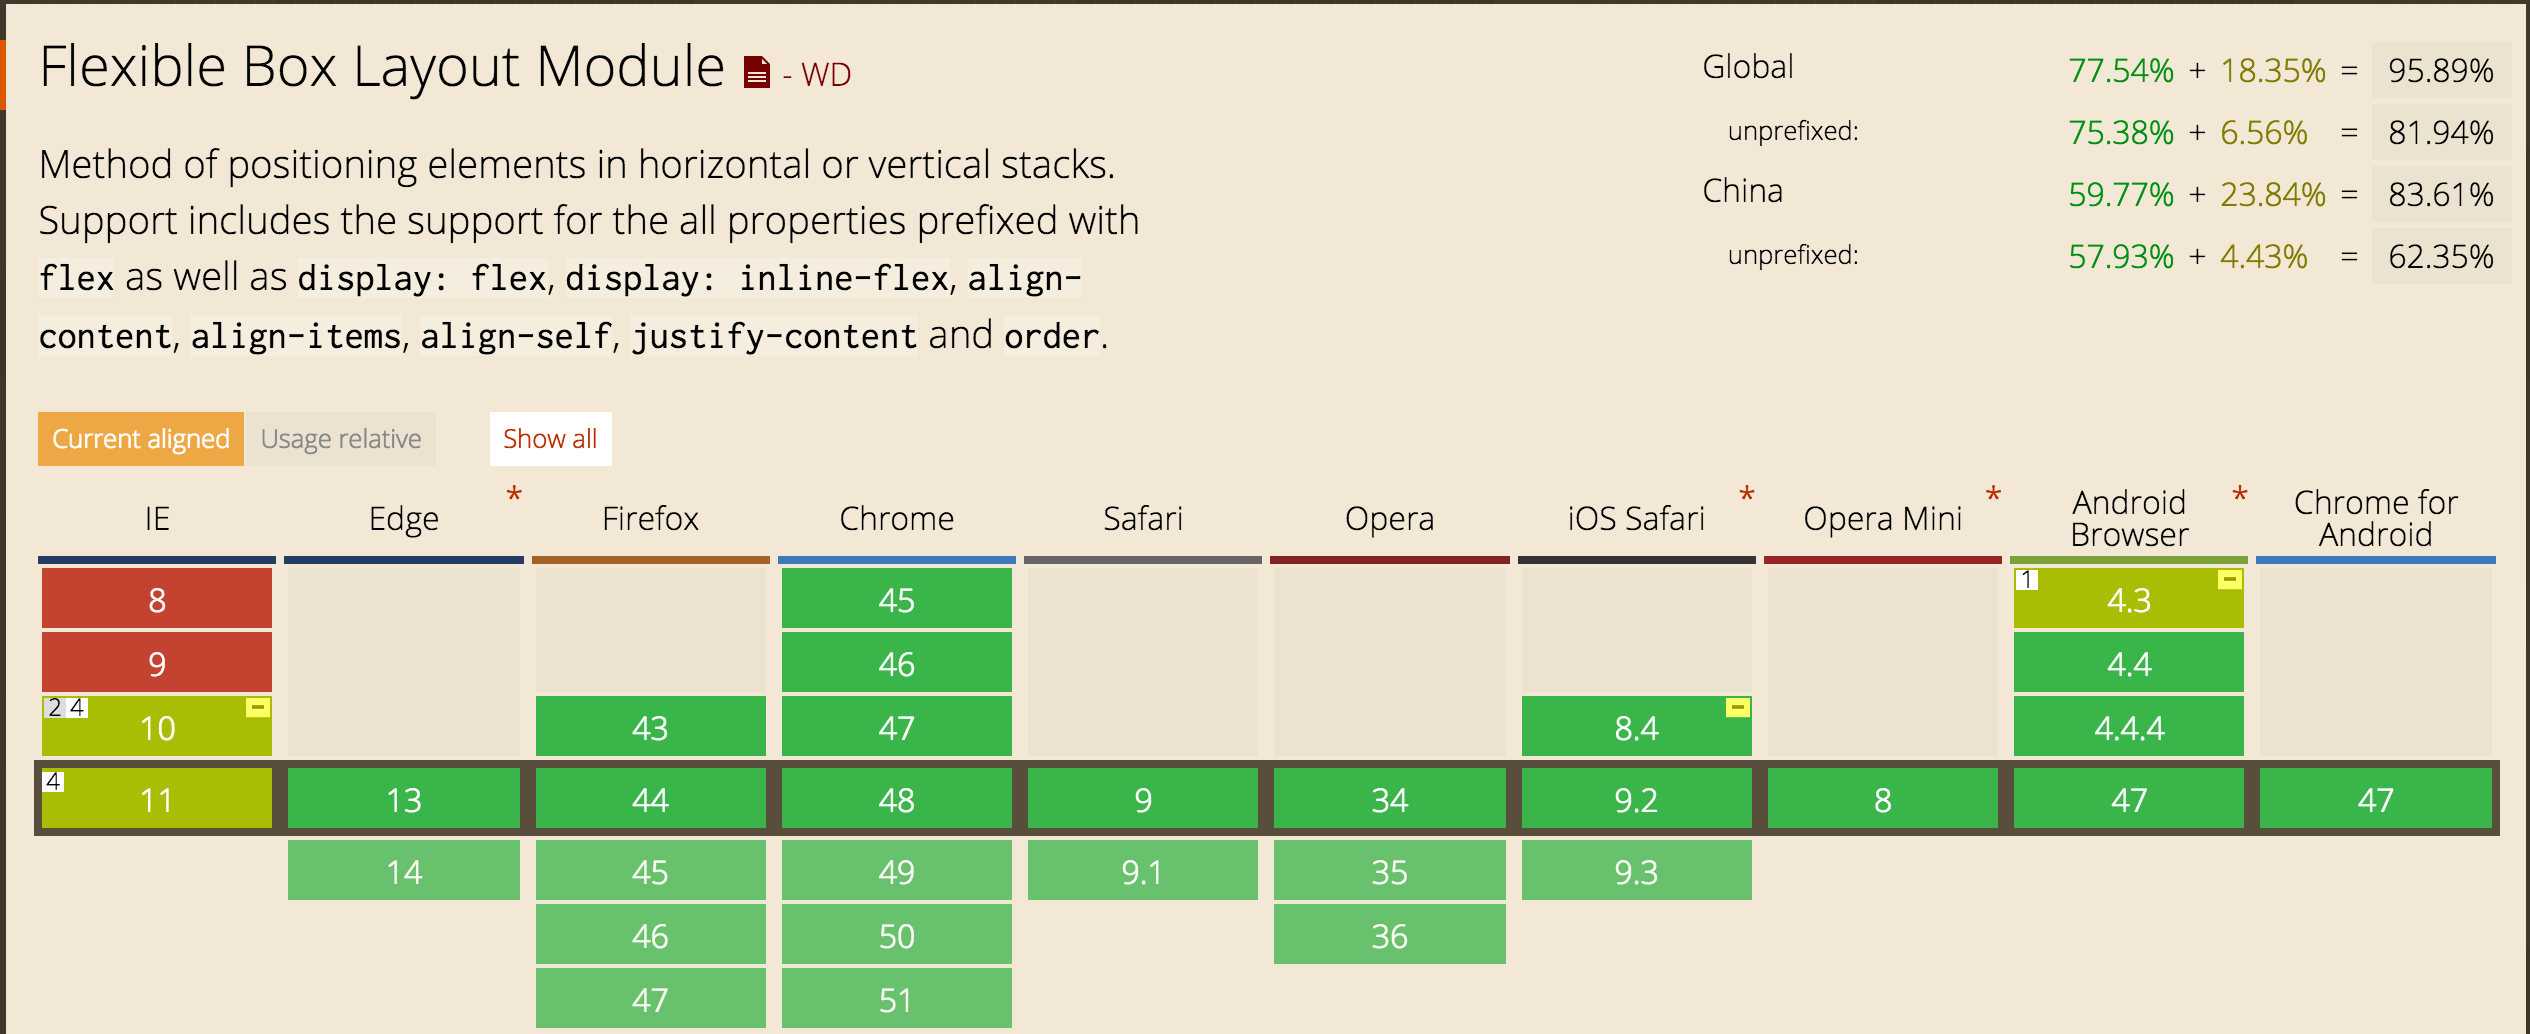 Flexible Box Layout Module - WD
Method of positioning elements in horizontal or vertical stacks.
Support includes the support for the all properties prefixed with
flex as well as display: flex, display: inline-flex, align-
content, align-items, align-self, justify-content and order.
Global 77.54% + 18.35% = 95.89%
unprefixed: 75.38% + 6.56% = 81.94%
China 59.77% + 23.84% = 83.61%
unprefixed: 57.93% + 4.43% = 62.35%
Current aligned Usage relative Show all
IE Edge * Firefox Chrome Safari Opera iOS Safari * Opera Mini * Android Browser * Chrome for Android
8 45 1 4.3 -
9 46 4.4
2 4 10 - 43 47 8.4 - 4.4.4
4 11 13 44 48 9 34 9.2 8 47 47
14 45 49 9.1 35 9.3
46 50 36
47 51